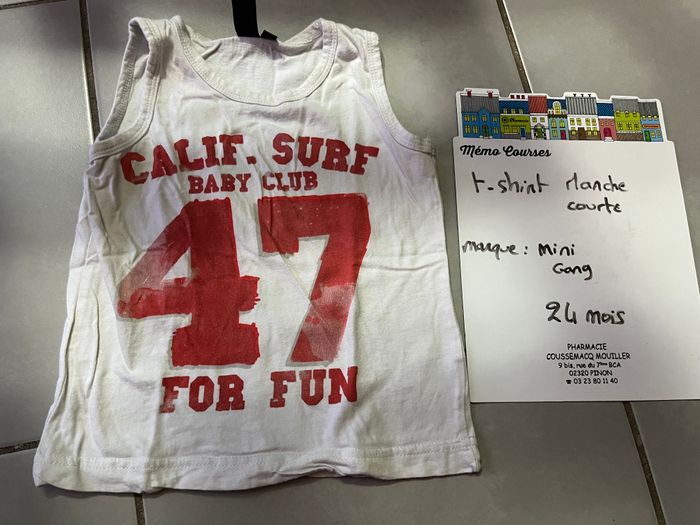 CALIF. SURF
BABY CLUB
47
FOR FUN
Pharmacie
Mémo Courses
t-shirt Manche
courte
marque : Mini
Gang
24 mois
PHARMACIE
COUSSEMACQ MOUILLER
9 bis, rue du 7ème BCA
02320 PINON
☎ 03 23 80 11 40